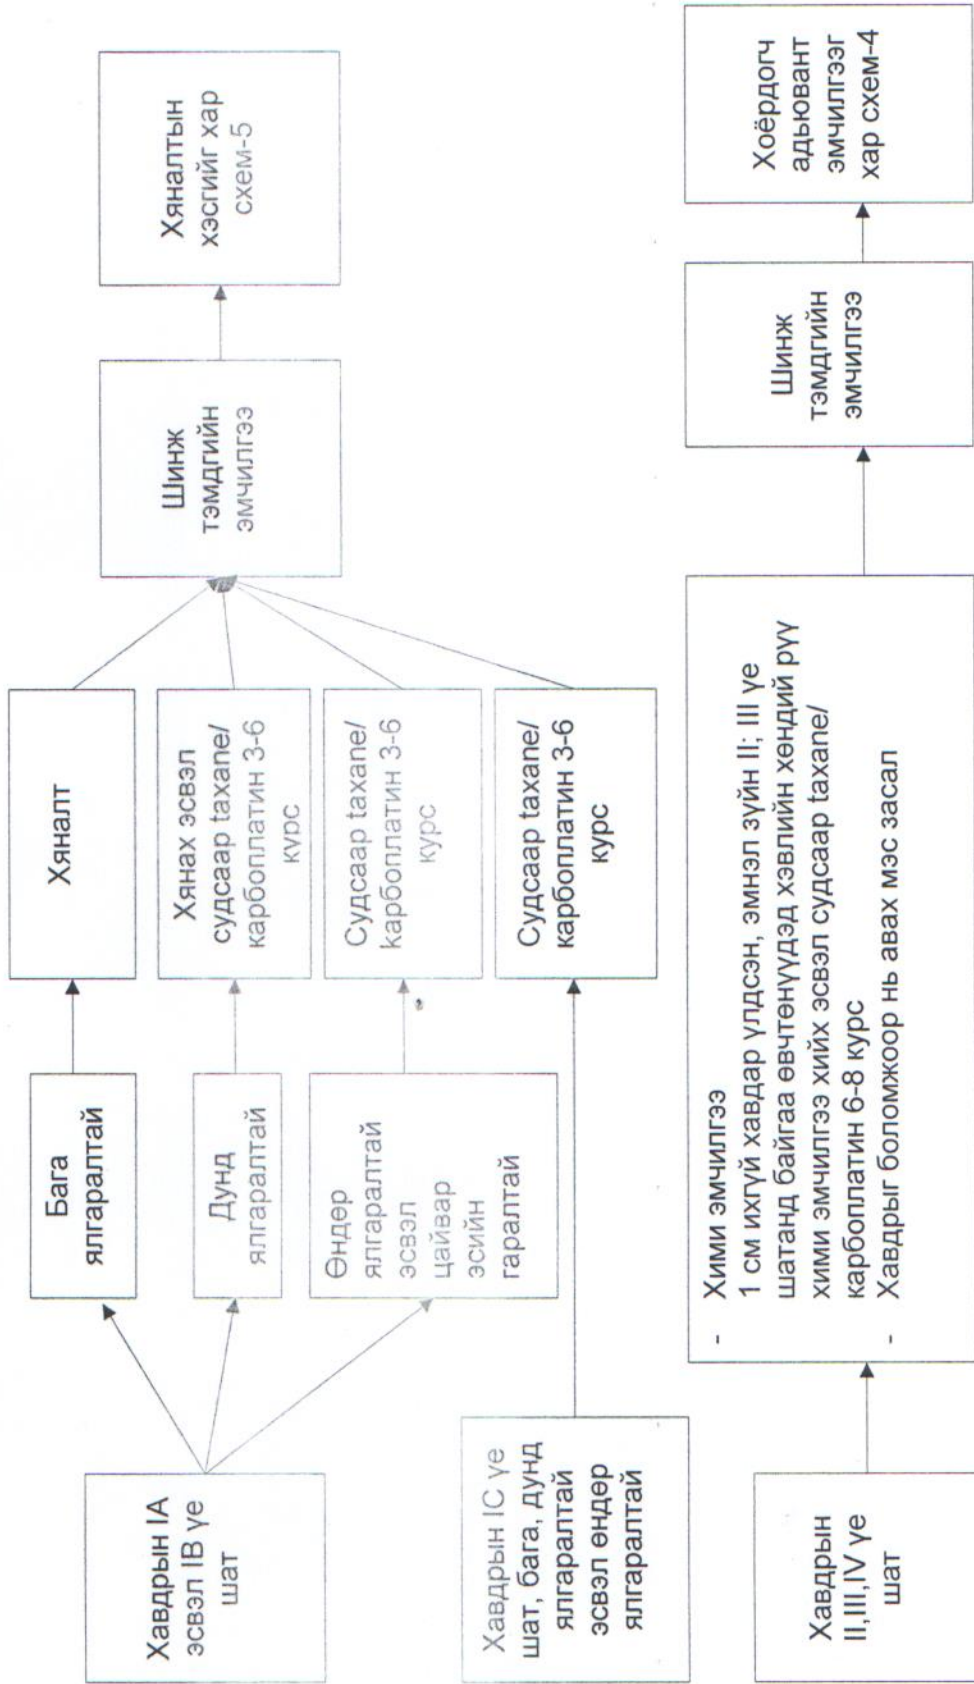 Хавдрын IA
эсвэл IB үе
шат
Бага
ялгаралтай
Дунд
ялгаралтай
Өндөр
ялгаралтай
эсвэл
цайвар
эсийн
гаралтай
Хяналт
Хянах эсвэл
судсаар taxane/
карбоплатин 3-6
курс
Судсаар taxane/
карбоплатин 3-6
курс
Судсаар taxane/
карбоплатин 3-6
курс
Шинж
тэмдгийн
эмчилгээ
Хяналтын
хэсгийг хар
схем-5
Хавдрын IC үе
шат, бага, дунд
ялгаралтай
эсвэл өндөр
ялгаралтай
Хавдрын
II,III,IV үе
шат
- Хими эмчилгээ
1 см ихгүй хавдар үлдсэн, эмнэл зүйн II; III үе
шатанд байгаа өвчтөнүүдэд хэвлийн хөндий рүү
хими эмчилгээ хийх эсвэл судсаар taxane/
карбоплатин 6-8 курс
- Хавдрыг боломжоор нь авах мэс засал
Шинж
тэмдгийн
эмчилгээ
Хоёрдогч
адьювант
эмчилгээг
хар схем-4